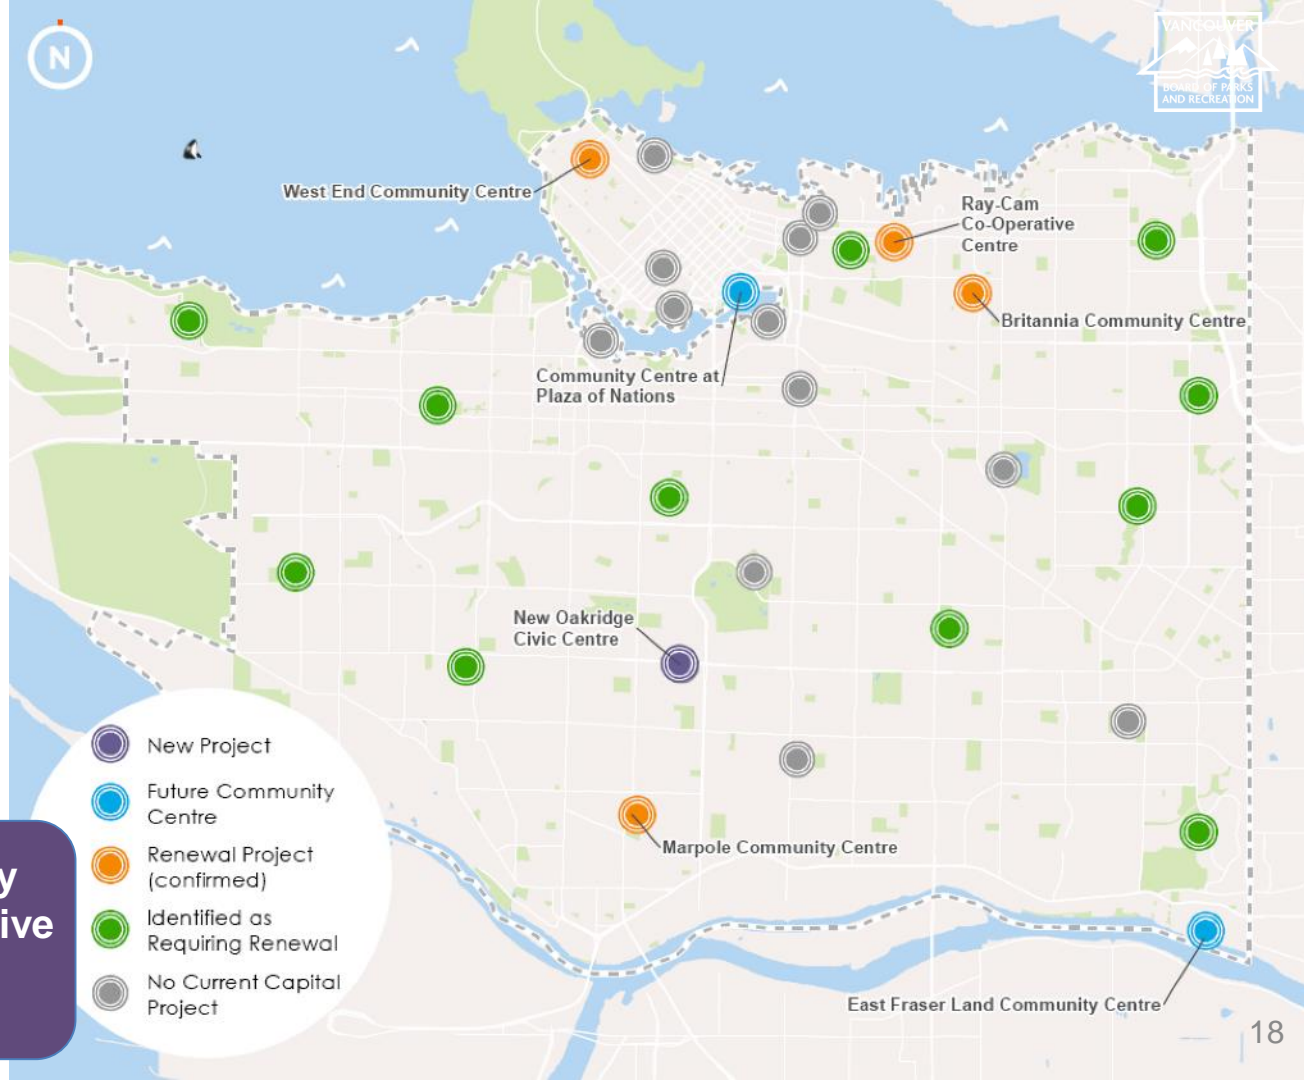 N
VANCOUVER
BOARD OF PARKS
AND RECREATION
West End Community Centre
Ray-Cam
Co-Operative
Centre
Britannia Community Centre
Community Centre at
Plaza of Nations
New Oakridge
Civic Centre
Marpole Community Centre
East Fraser Land Community Centre
New Project
Future Community
Centre
Renewal Project
(confirmed)
Identified as
Requiring Renewal
No Current Capital
Project
y
ive
18